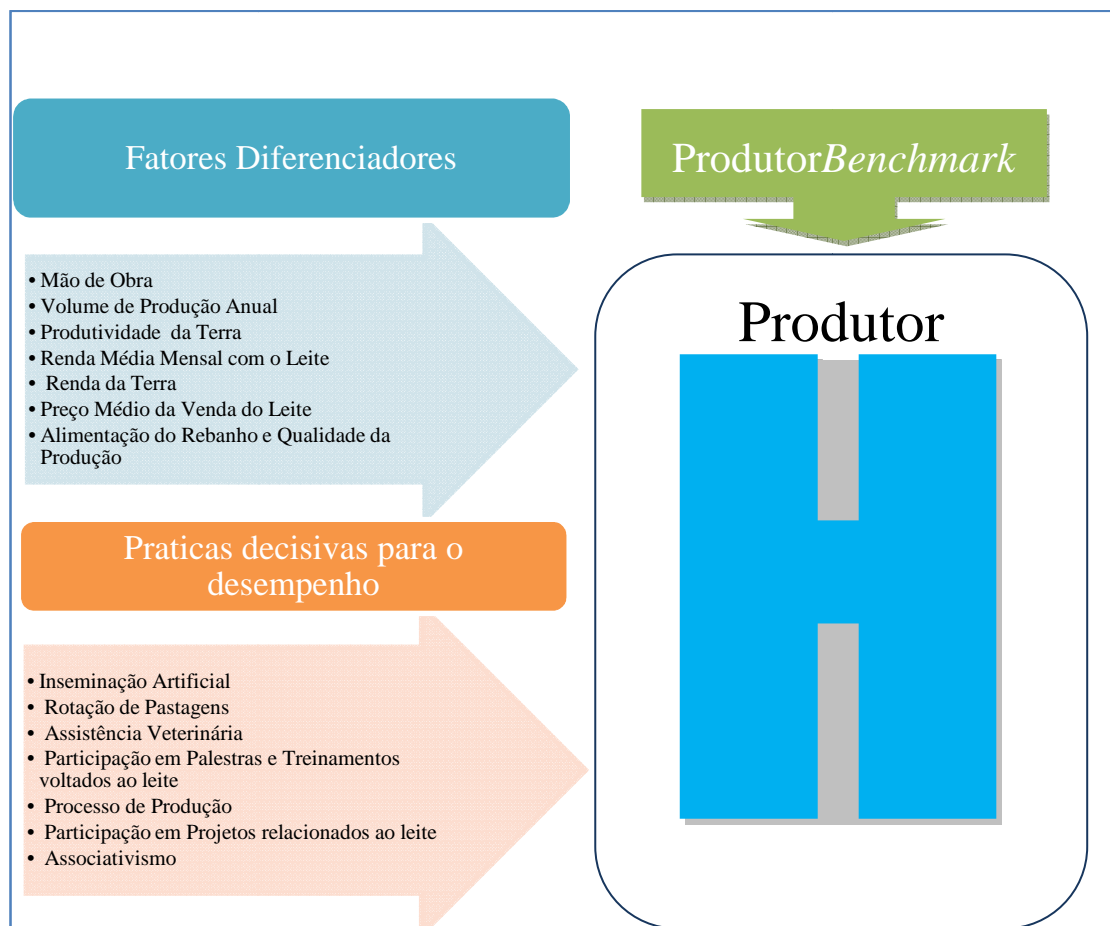 Fatores Diferenciadores
• Mão de Obra
• Volume de Produção Anual
• Produtividade da Terra
• Renda Média Mensal com o Leite
• Renda da Terra
• Preço Médio da Venda do Leite
• Alimentação do Rebanho e Qualidade da
Produção
Praticas decisivas para o
desempenho
• Inseminação Artificial
• Rotação de Pastagens
• Assistência Veterinária
• Participação em Palestras e Treinamentos
voltados ao leite
• Processo de Produção
• Participação em Projetos relacionados ao leite
• Associativismo
ProdutorBenchmark
Produtor
H